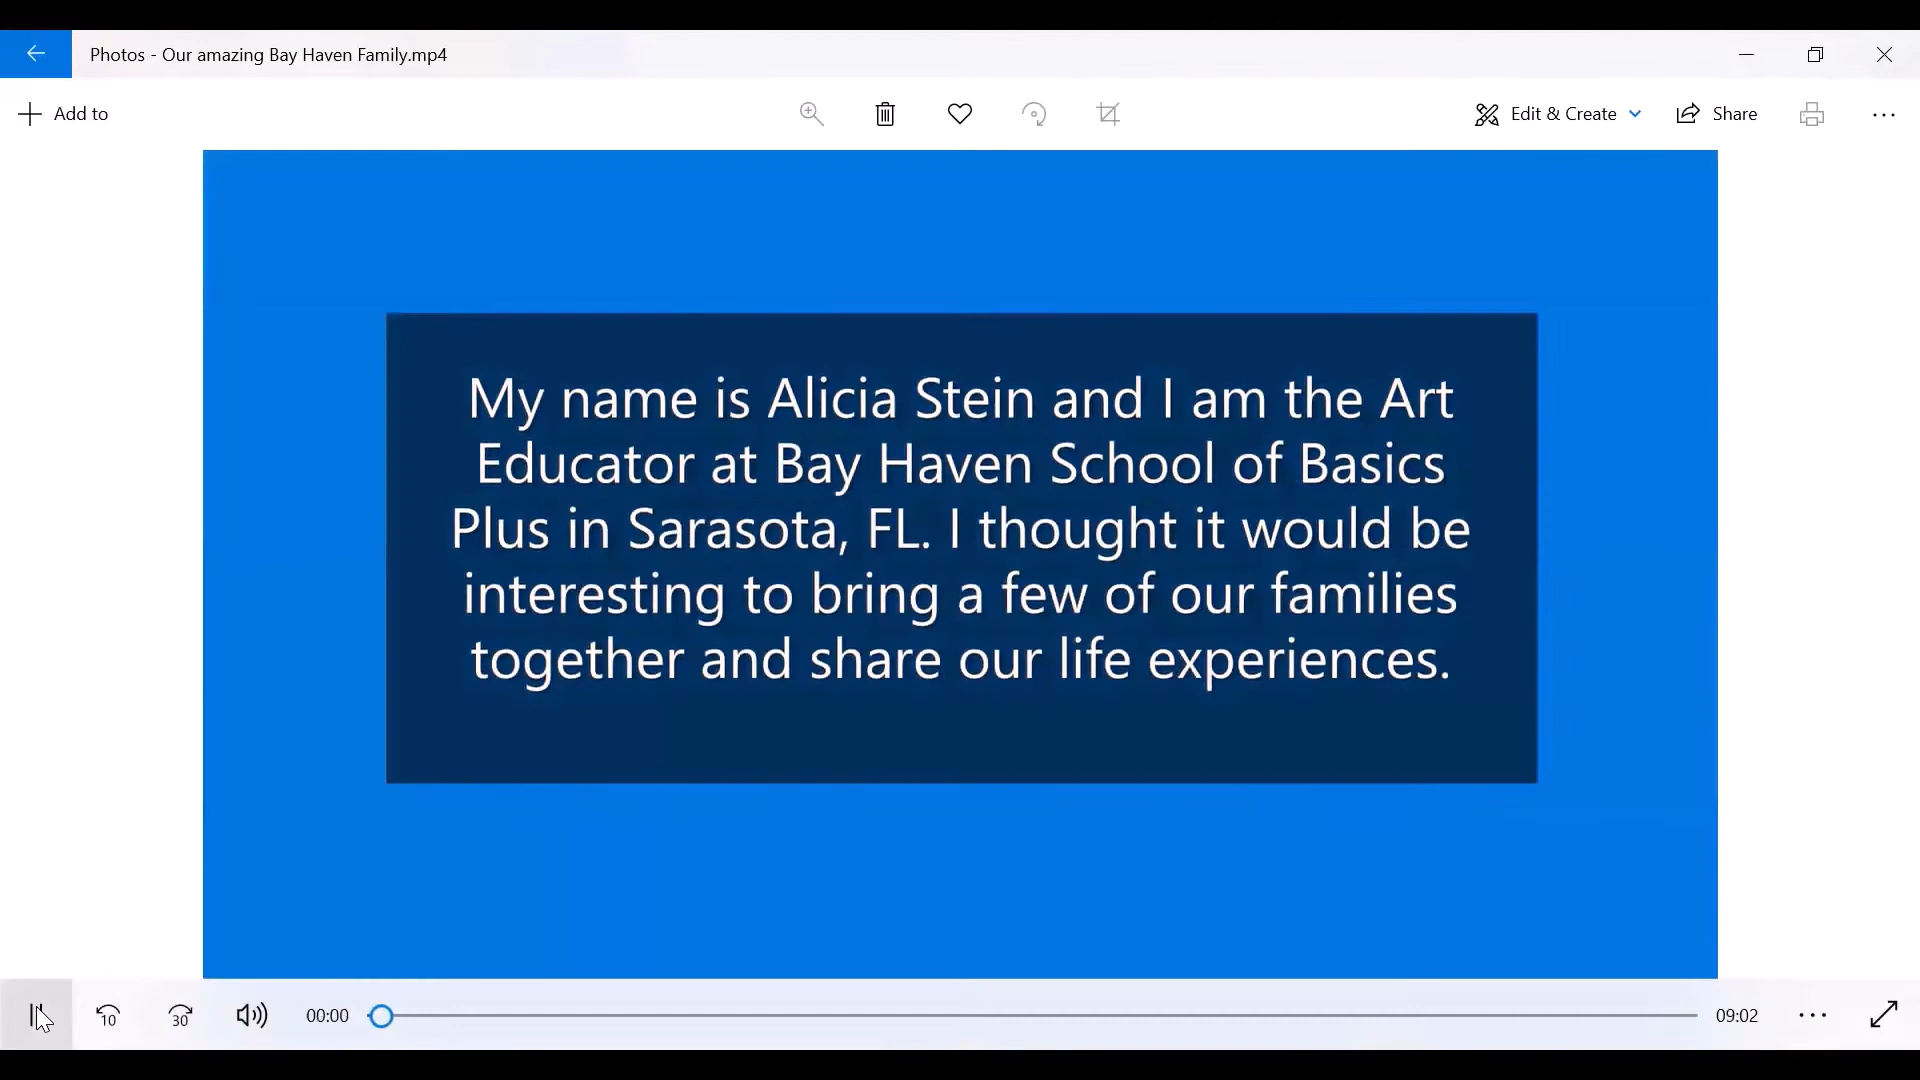 Photos - Our amazing Bay Haven Family.mp4
Add to
Edit & Create
Share
My name is Alicia Stein and I am the Art
Educator at Bay Haven School of Basics
Plus in Sarasota, FL. I thought it would be
interesting to bring a few of our families
together and share our life experiences.
10
30
00:00
09:02